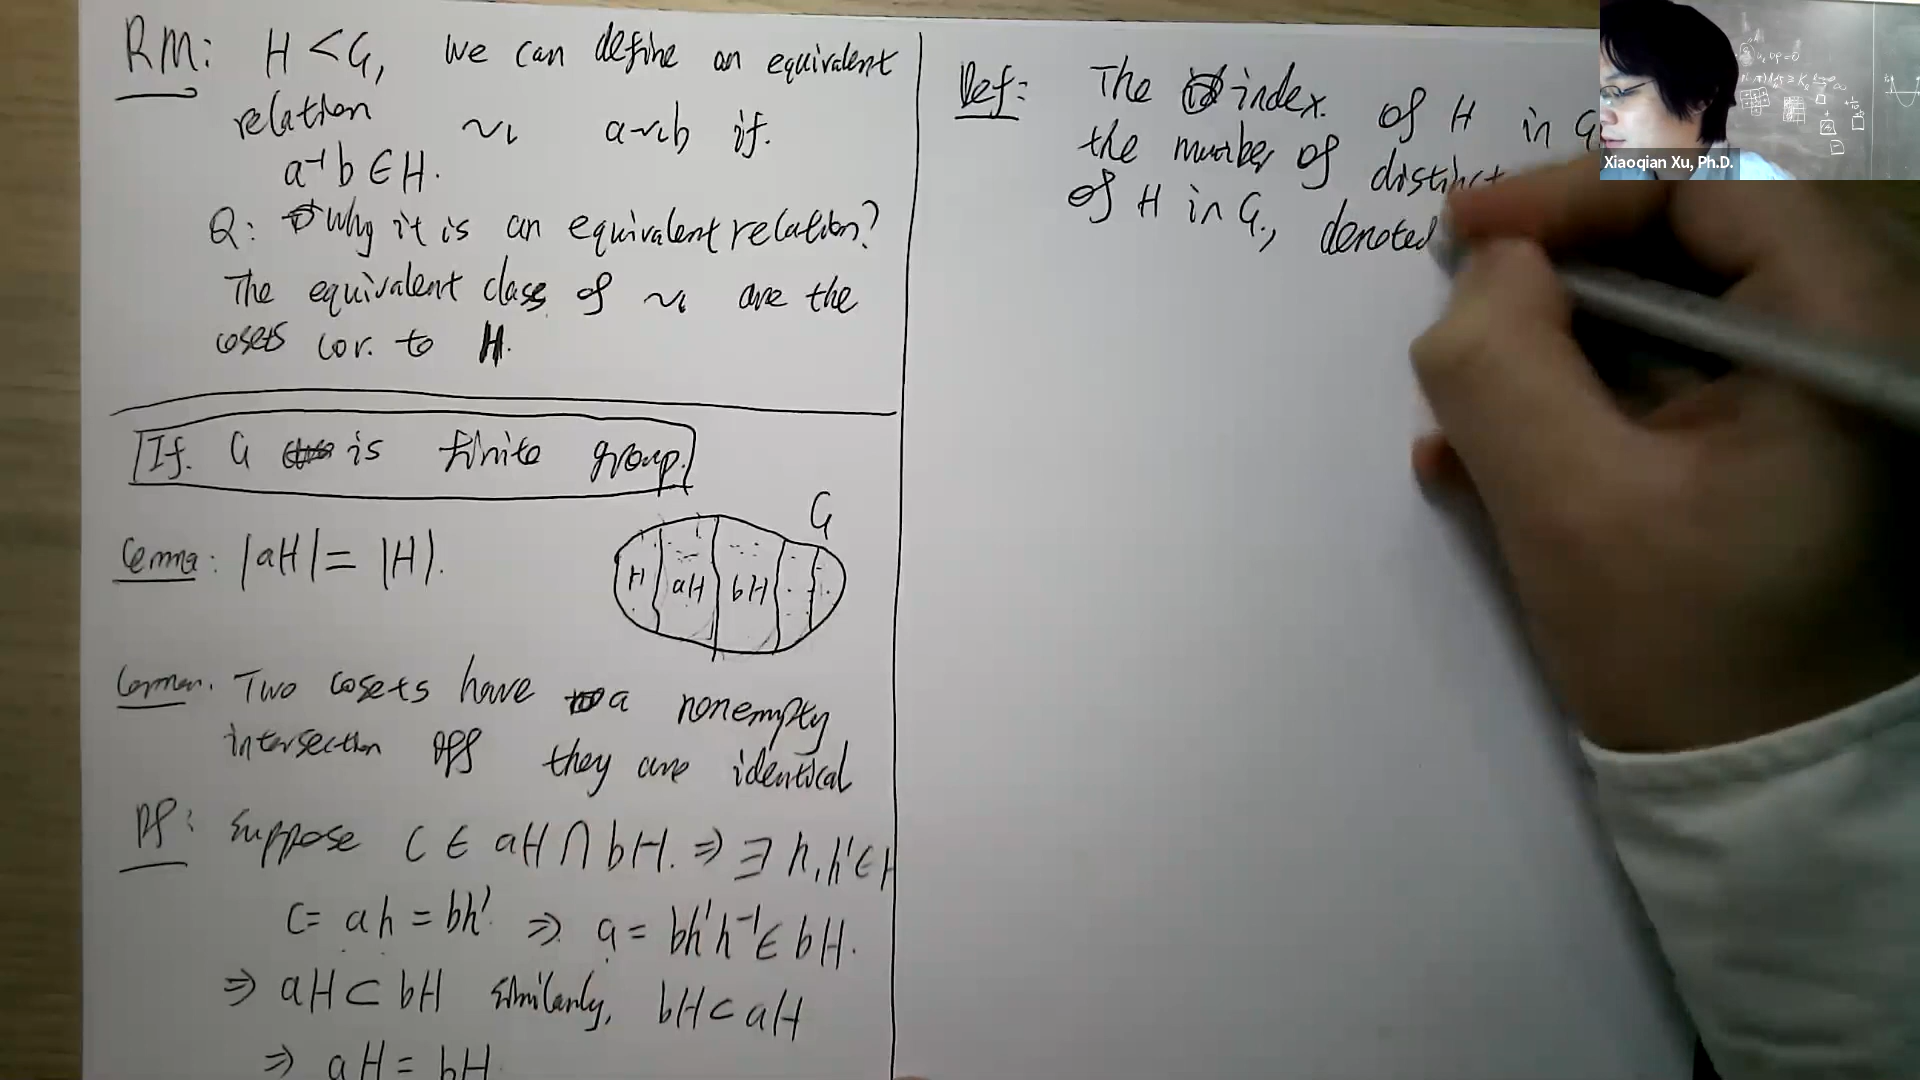 RM: H < G, we can define an equivalent
relation ~L a ~L b if.
a⁻¹b ∈ H.
Q: Why it is an equivalent relation?
The equivalent class of ~L are the
cosets cor. to H.
If. G is finite group.
Lemma: |aH| = |H|.
G
H aH bH
Lemma. Two cosets have a nonempty
intersection iff they are identical
Pf: Suppose C ∈ aH ∩ bH. ⇒ ∃ h, h' ∈ H
C = ah = bh' ⇒ a = bh'h⁻¹ ∈ bH.
⇒ aH ⊂ bH similarly, bH ⊂ aH
⇒ aH = bH
Def: The index. of H in G
the number of distinct
of H in G., denoted
Xiaoqian Xu, Ph.D.